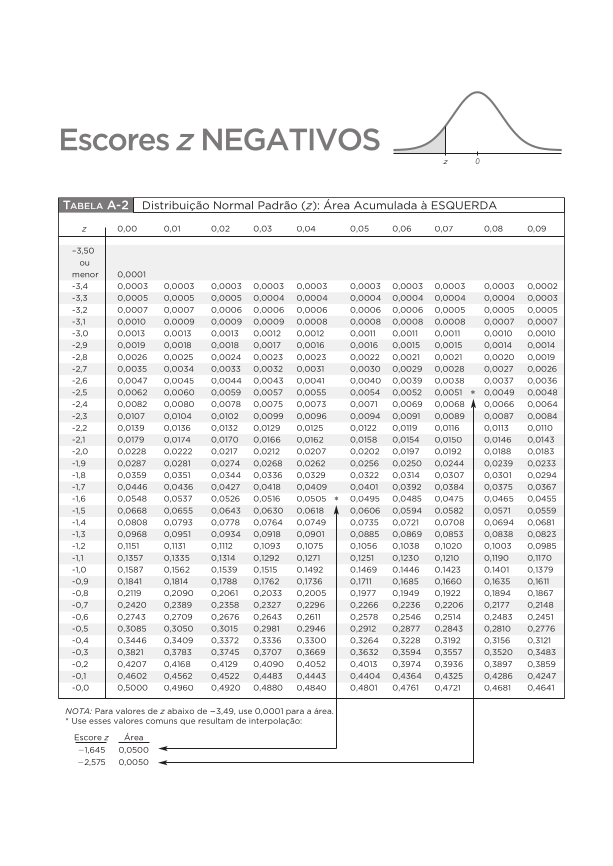 Escores z NEGATIVOS
z 0
TABELA A-2 Distribuição Normal Padrão (z): Área Acumulada à ESQUERDA
z 0,00 0,01 0,02 0,03 0,04 0,05 0,06 0,07 0,08 0,09
−3,50
ou
menor 0,0001
-3,4 0,0003 0,0003 0,0003 0,0003 0,0003 0,0003 0,0003 0,0003 0,0003 0,0002
-3,3 0,0005 0,0005 0,0005 0,0004 0,0004 0,0004 0,0004 0,0004 0,0004 0,0003
-3,2 0,0007 0,0007 0,0006 0,0006 0,0006 0,0006 0,0006 0,0005 0,0005 0,0005
-3,1 0,0010 0,0009 0,0009 0,0009 0,0008 0,0008 0,0008 0,0008 0,0007 0,0007
-3,0 0,0013 0,0013 0,0013 0,0012 0,0012 0,0011 0,0011 0,0011 0,0010 0,0010
-2,9 0,0019 0,0018 0,0018 0,0017 0,0016 0,0016 0,0015 0,0015 0,0014 0,0014
-2,8 0,0026 0,0025 0,0024 0,0023 0,0023 0,0022 0,0021 0,0021 0,0020 0,0019
-2,7 0,0035 0,0034 0,0033 0,0032 0,0031 0,0030 0,0029 0,0028 0,0027 0,0026
-2,6 0,0047 0,0045 0,0044 0,0043 0,0041 0,0040 0,0039 0,0038 0,0037 0,0036
-2,5 0,0062 0,0060 0,0059 0,0057 0,0055 0,0054 0,0052 0,0051 * 0,0049 0,0048
-2,4 0,0082 0,0080 0,0078 0,0075 0,0073 0,0071 0,0069 0,0068 0,0066 0,0064
-2,3 0,0107 0,0104 0,0102 0,0099 0,0096 0,0094 0,0091 0,0089 0,0087 0,0084
-2,2 0,0139 0,0136 0,0132 0,0129 0,0125 0,0122 0,0119 0,0116 0,0113 0,0110
-2,1 0,0179 0,0174 0,0170 0,0166 0,0162 0,0158 0,0154 0,0150 0,0146 0,0143
-2,0 0,0228 0,0222 0,0217 0,0212 0,0207 0,0202 0,0197 0,0192 0,0188 0,0183
-1,9 0,0287 0,0281 0,0274 0,0268 0,0262 0,0256 0,0250 0,0244 0,0239 0,0233
-1,8 0,0359 0,0351 0,0344 0,0336 0,0329 0,0322 0,0314 0,0307 0,0301 0,0294
-1,7 0,0446 0,0436 0,0427 0,0418 0,0409 0,0401 0,0392 0,0384 0,0375 0,0367
-1,6 0,0548 0,0537 0,0526 0,0516 0,0505 * 0,0495 0,0485 0,0475 0,0465 0,0455
-1,5 0,0668 0,0655 0,0643 0,0630 0,0618 0,0606 0,0594 0,0582 0,0571 0,0559
-1,4 0,0808 0,0793 0,0778 0,0764 0,0749 0,0735 0,0721 0,0708 0,0694 0,0681
-1,3 0,0968 0,0951 0,0934 0,0918 0,0901 0,0885 0,0869 0,0853 0,0838 0,0823
-1,2 0,1151 0,1131 0,1112 0,1093 0,1075 0,1056 0,1038 0,1020 0,1003 0,0985
-1,1 0,1357 0,1335 0,1314 0,1292 0,1271 0,1251 0,1230 0,1210 0,1190 0,1170
-1,0 0,1587 0,1562 0,1539 0,1515 0,1492 0,1469 0,1446 0,1423 0,1401 0,1379
-0,9 0,1841 0,1814 0,1788 0,1762 0,1736 0,1711 0,1685 0,1660 0,1635 0,1611
-0,8 0,2119 0,2090 0,2061 0,2033 0,2005 0,1977 0,1949 0,1922 0,1894 0,1867
-0,7 0,2420 0,2389 0,2358 0,2327 0,2296 0,2266 0,2236 0,2206 0,2177 0,2148
-0,6 0,2743 0,2709 0,2676 0,2643 0,2611 0,2578 0,2546 0,2514 0,2483 0,2451
-0,5 0,3085 0,3050 0,3015 0,2981 0,2946 0,2912 0,2877 0,2843 0,2810 0,2776
-0,4 0,3446 0,3409 0,3372 0,3336 0,3300 0,3264 0,3228 0,3192 0,3156 0,3121
-0,3 0,3821 0,3783 0,3745 0,3707 0,3669 0,3632 0,3594 0,3557 0,3520 0,3483
-0,2 0,4207 0,4168 0,4129 0,4090 0,4052 0,4013 0,3974 0,3936 0,3897 0,3859
-0,1 0,4602 0,4562 0,4522 0,4483 0,4443 0,4404 0,4364 0,4325 0,4286 0,4247
-0,0 0,5000 0,4960 0,4920 0,4880 0,4840 0,4801 0,4761 0,4721 0,4681 0,4641
NOTA: Para valores de z abaixo de −3,49, use 0,0001 para a área.
* Use esses valores comuns que resultam de interpolação:
Escore z Área
−1,645 0,0500
−2,575 0,0050